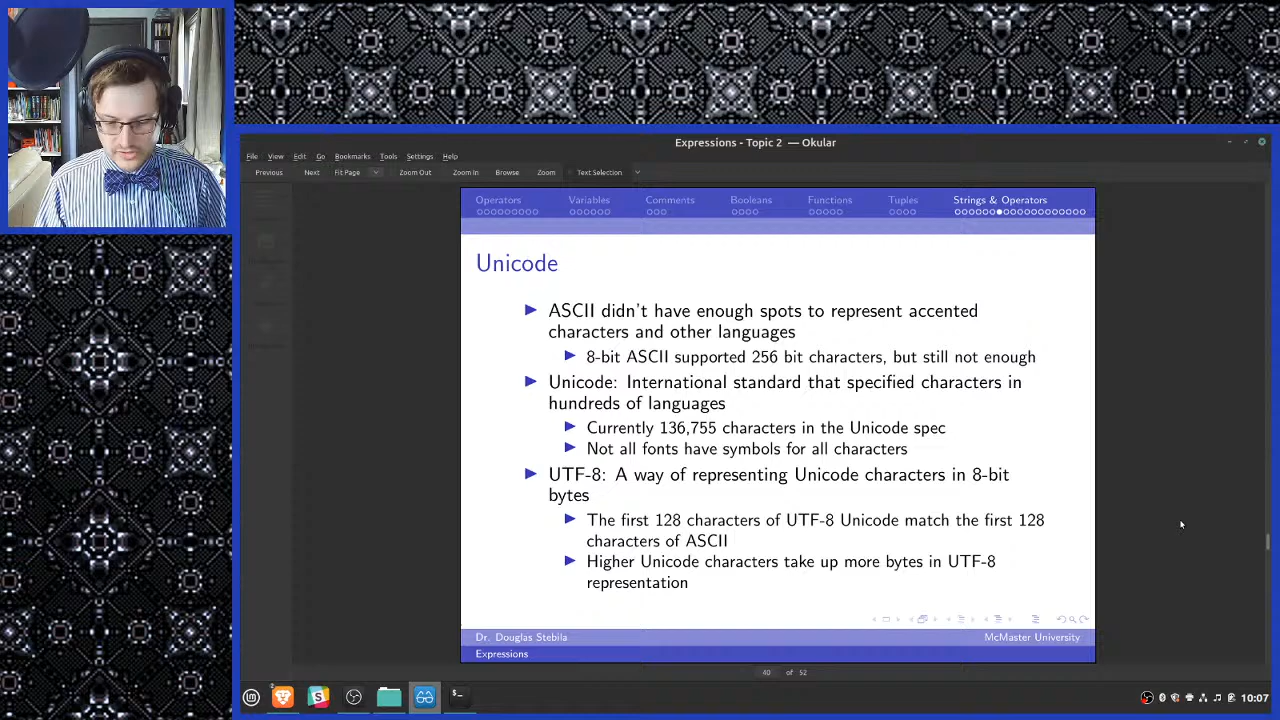 Expressions - Topic 2 — Okular
File View Edit Go Bookmarks Tools Settings Help
Previous Next Fit Page Zoom Out Zoom In Browse Zoom Text Selection
Operators Variables Comments Booleans Functions Tuples Strings & Operators
Unicode
ASCII didn't have enough spots to represent accented
characters and other languages
8-bit ASCII supported 256 bit characters, but still not enough
Unicode: International standard that specified characters in
hundreds of languages
Currently 136,755 characters in the Unicode spec
Not all fonts have symbols for all characters
UTF-8: A way of representing Unicode characters in 8-bit
bytes
The first 128 characters of UTF-8 Unicode match the first 128
characters of ASCII
Higher Unicode characters take up more bytes in UTF-8
representation
Dr. Douglas Stebila McMaster University
Expressions
40 of 52
10:07